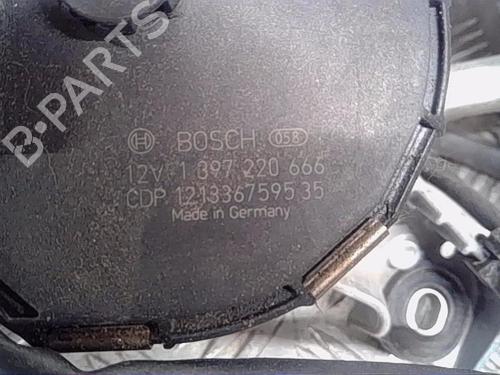 B-PARTS
BOSCH 058
12V 1 397 220 666
CDP 1213367595 35
Made in Germany